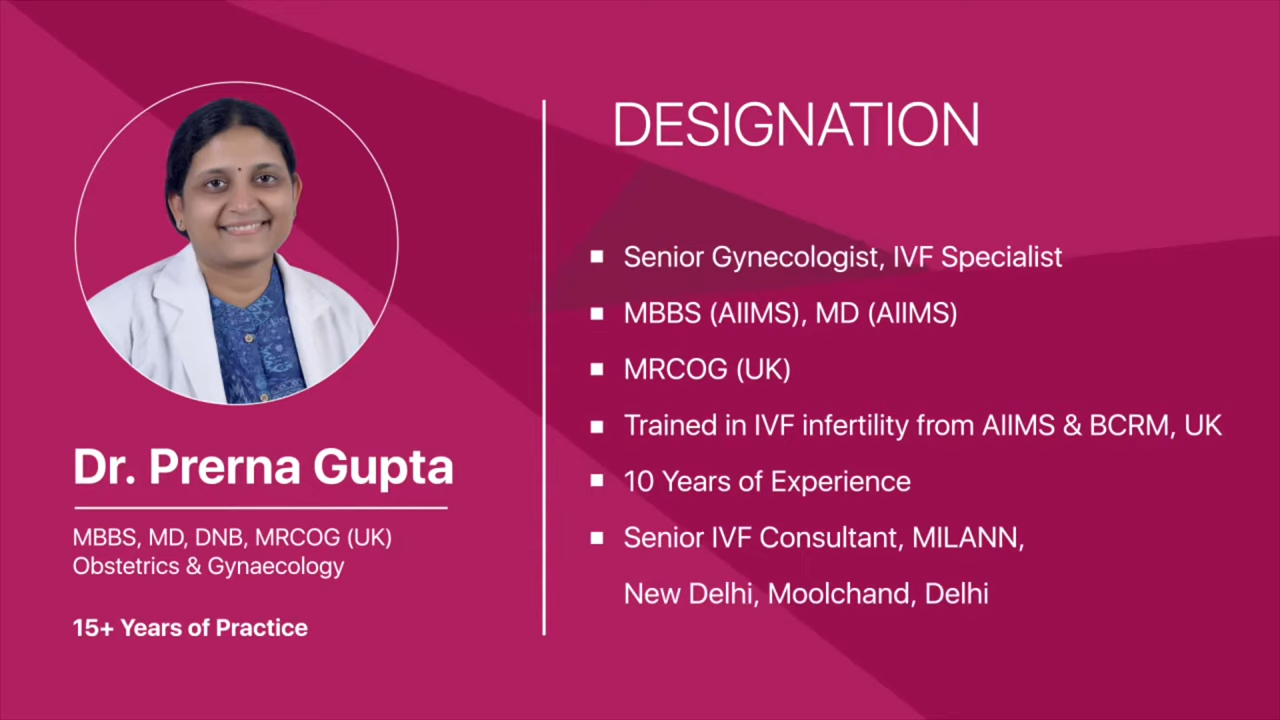 Dr. Prerna Gupta
MBBS, MD, DNB, MRCOG (UK)
Obstetrics & Gynaecology
15+ Years of Practice
DESIGNATION
Senior Gynecologist, IVF Specialist
MBBS (AIIMS), MD (AIIMS)
MRCOG (UK)
Trained in IVF infertility from AIIMS & BCRM, UK
10 Years of Experience
Senior IVF Consultant, MILANN,
New Delhi, Moolchand, Delhi